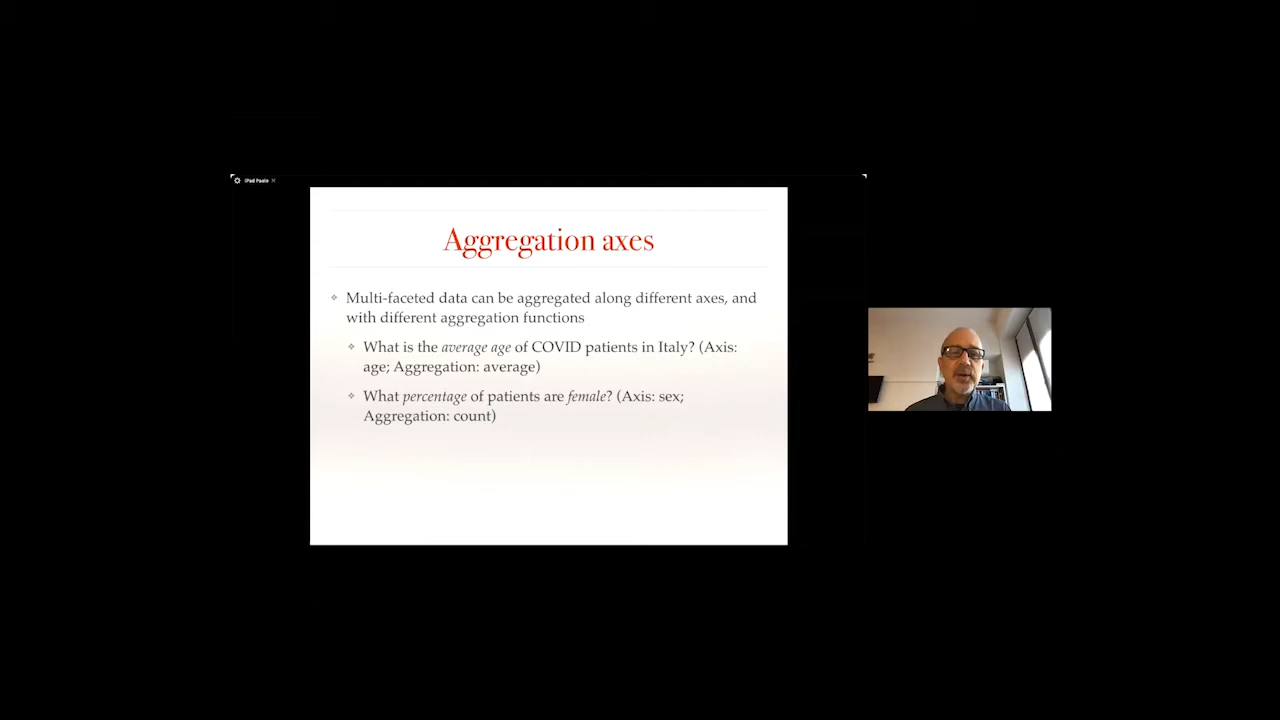 iPad Paolo
Aggregation axes
Multi-faceted data can be aggregated along different axes, and
with different aggregation functions
What is the average age of COVID patients in Italy? (Axis:
age; Aggregation: average)
What percentage of patients are female? (Axis: sex;
Aggregation: count)